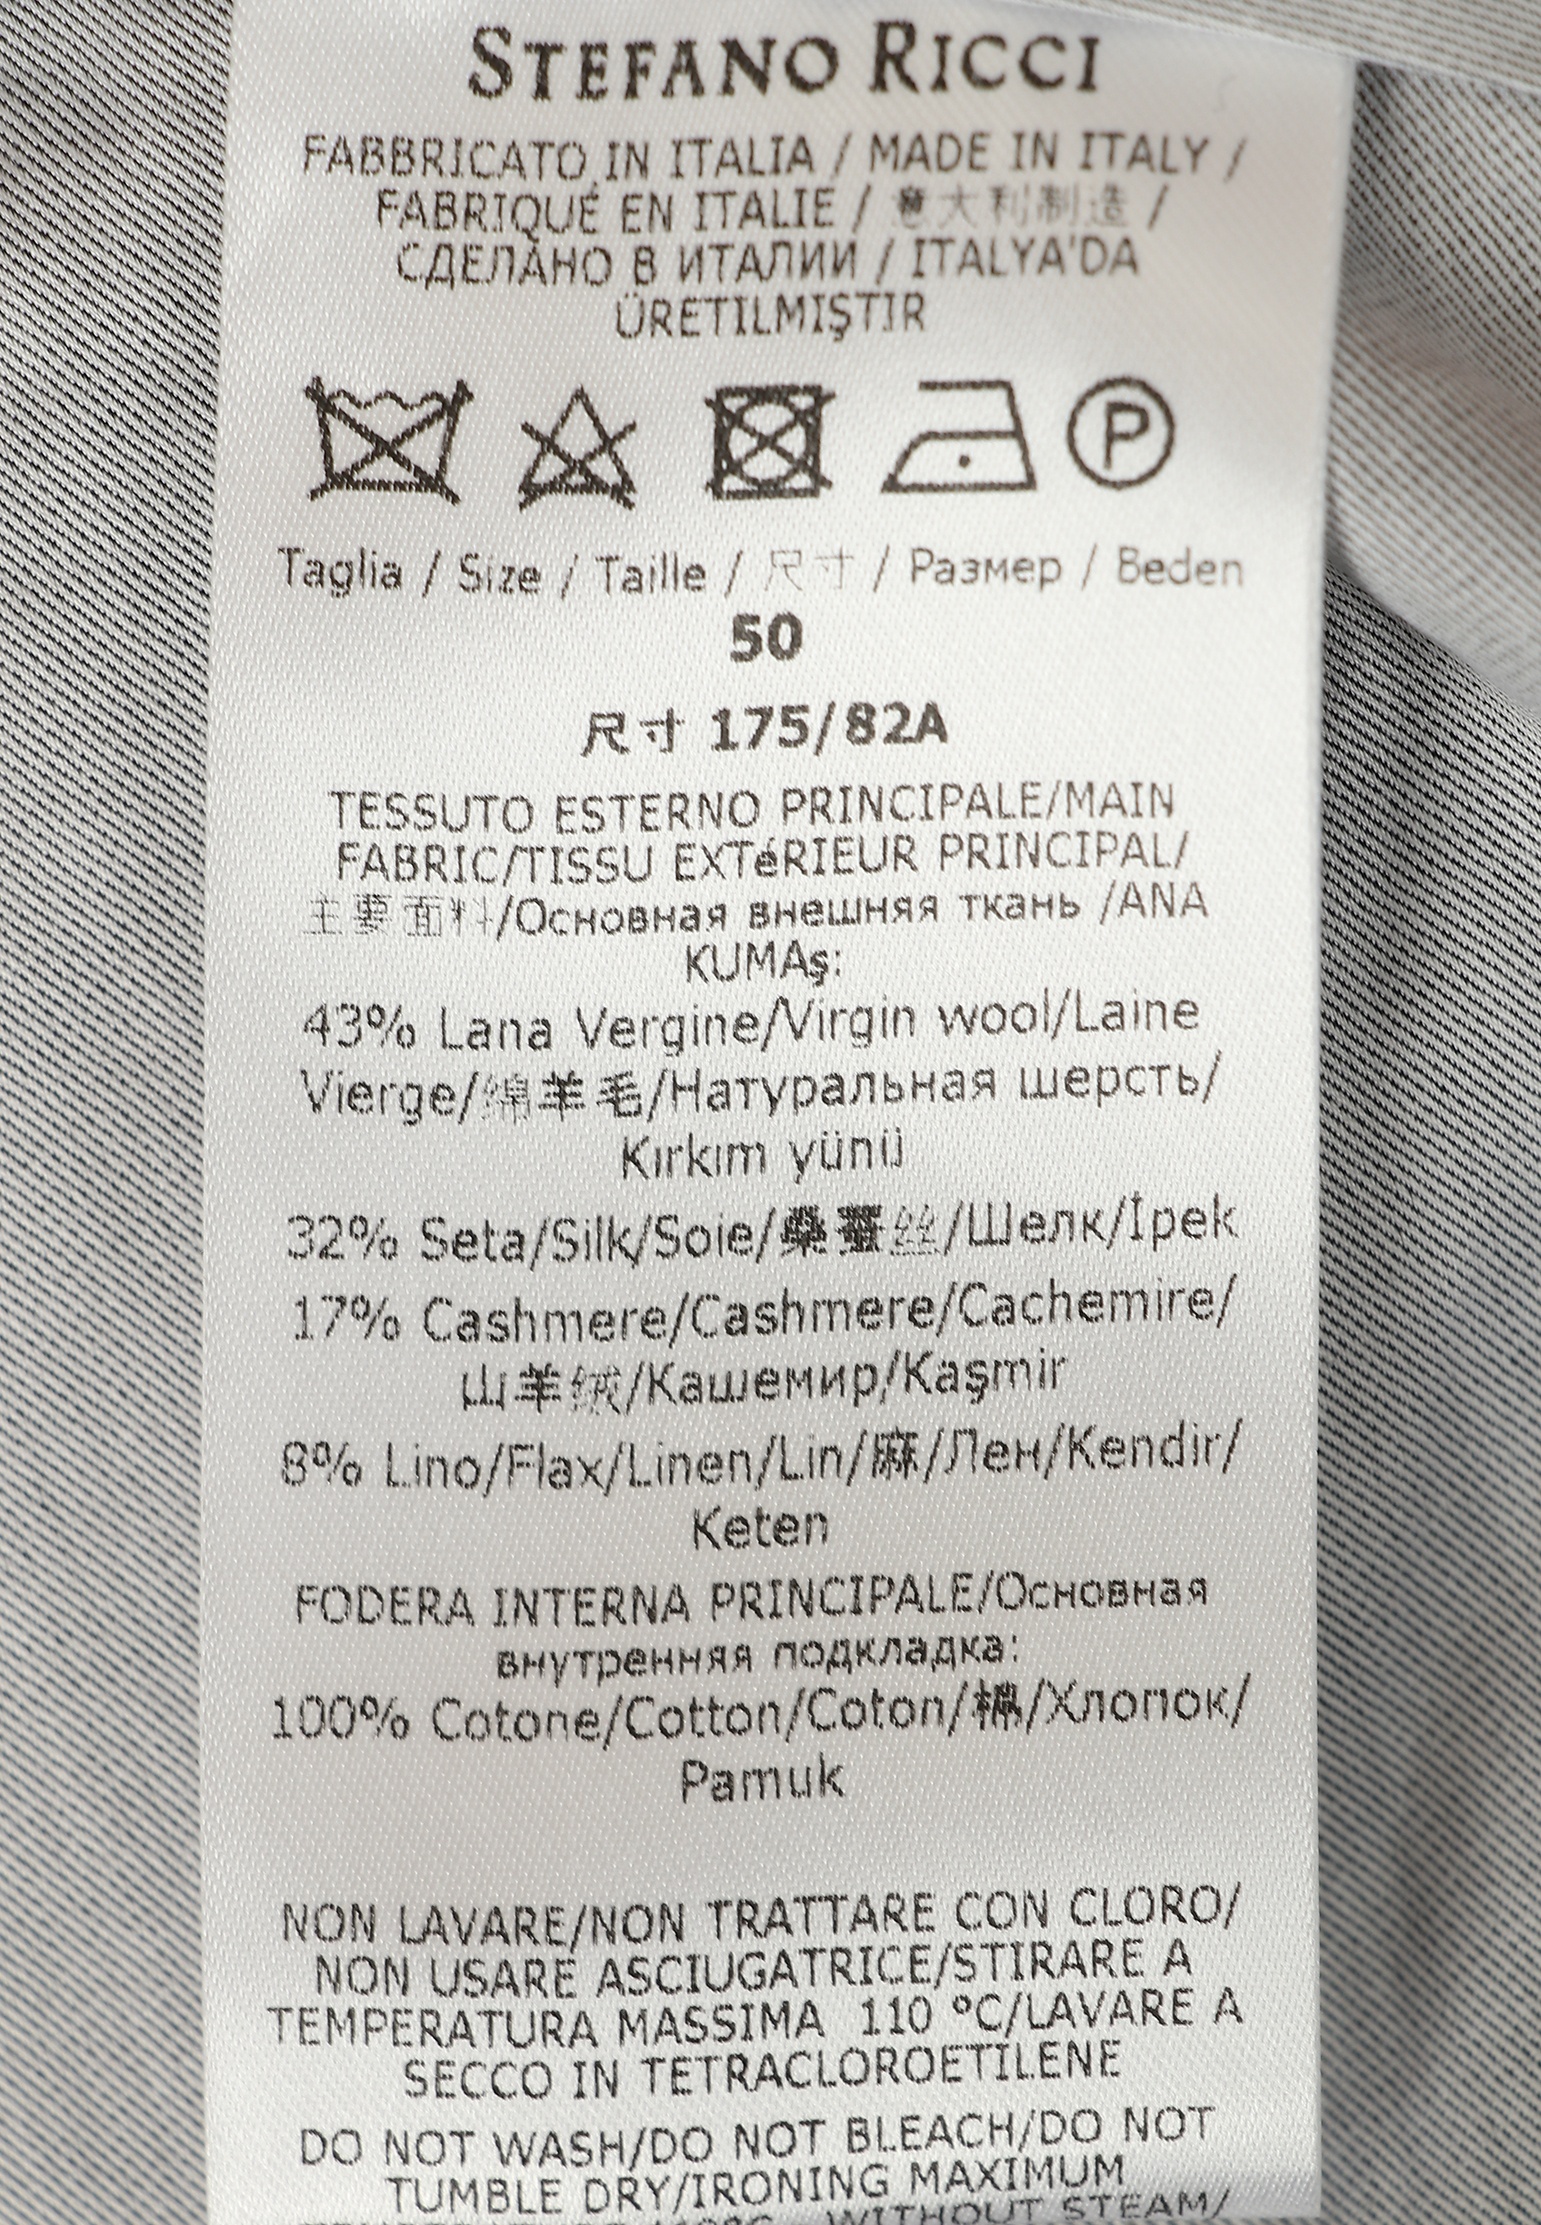 STEFANO RICCI
FABBRICATO IN ITALIA / MADE IN ITALY /
FABRIQUÉ EN ITALIE / 意大利制造 /
СДЕЛАНО В ИТАЛИИ / ITALYA'DA
ÜRETILMIŞTIR
P
Taglia / Size / Taille / 尺寸 / Размер / Beden
50
尺寸 175/82A
TESSUTO ESTERNO PRINCIPALE/MAIN
FABRIC/TISSU EXTéRIEUR PRINCIPAL/
主要面料/Основная внешняя ткань /ANA
KUMAş:
43% Lana Vergine/Virgin wool/Laine
Vierge/绵羊毛/Натуральная шерсть/
Kırkım yünü
32% Seta/Silk/Soie/桑蚕丝/Шелк/İpek
17% Cashmere/Cashmere/Cachemire/
山羊绒/Кашемир/Kaşmir
8% Lino/Flax/Linen/Lin/麻/Лен/Kendir/
Keten
FODERA INTERNA PRINCIPALE/Основная
внутренняя подкладка:
100% Cotone/Cotton/Coton/棉/Хлопок/
Pamuk
NON LAVARE/NON TRATTARE CON CLORO/
NON USARE ASCIUGATRICE/STIRARE A
TEMPERATURA MASSIMA 110 °C/LAVARE A
SECCO IN TETRACLOROETILENE
DO NOT WASH/DO NOT BLEACH/DO NOT
TUMBLE DRY/IRONING MAXIMUM
WITHOUT STEAM/